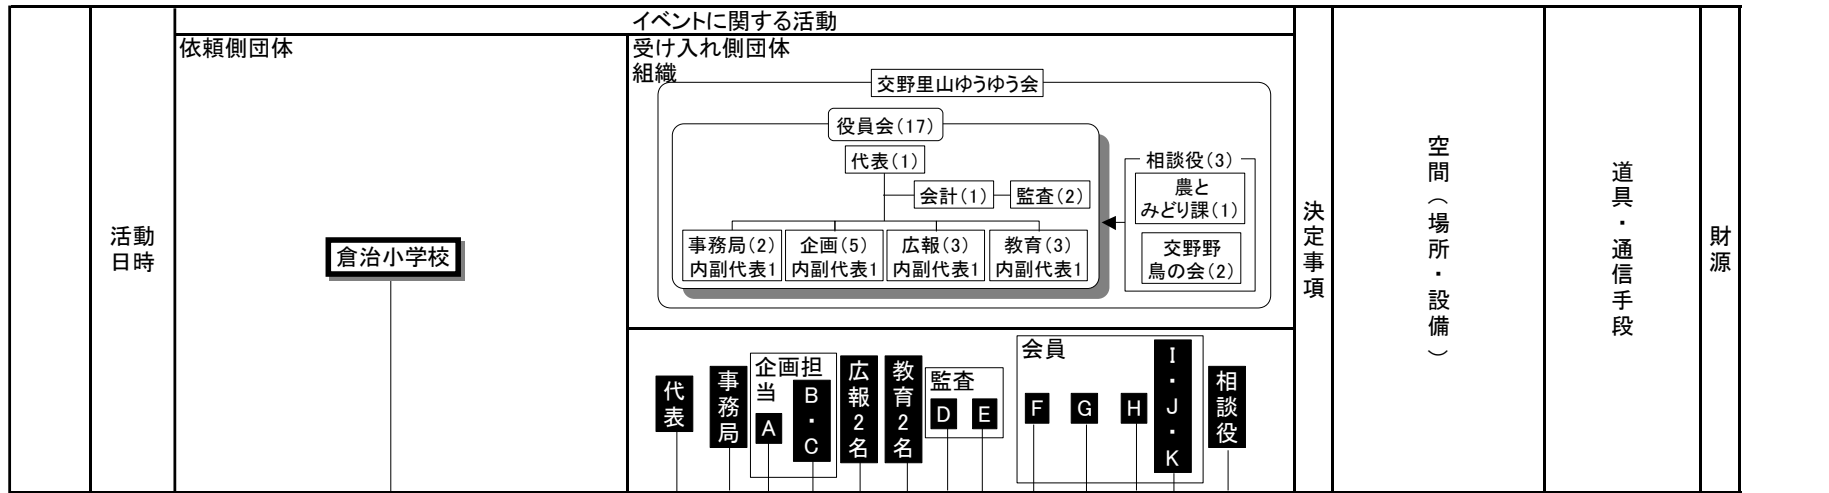 活動
日時
イベントに関する活動
依頼側団体
倉治小学校
受け入れ側団体
組織
交野里山ゆうゆう会
役員会(17)
代表(1)
会計(1)
監査(2)
事務局(2)
内副代表1
企画(5)
内副代表1
広報(3)
内副代表1
教育(3)
内副代表1
相談役(3)
農と
みどり課(1)
交野野
鳥の会(2)
代表
事務局
企画担
当
A
B・C
広報2名
教育2名
監査
D
E
会員
F
G
H
I・J・K
相談役
決定事項
空間(場所・設備)
道具・通信手段
財源